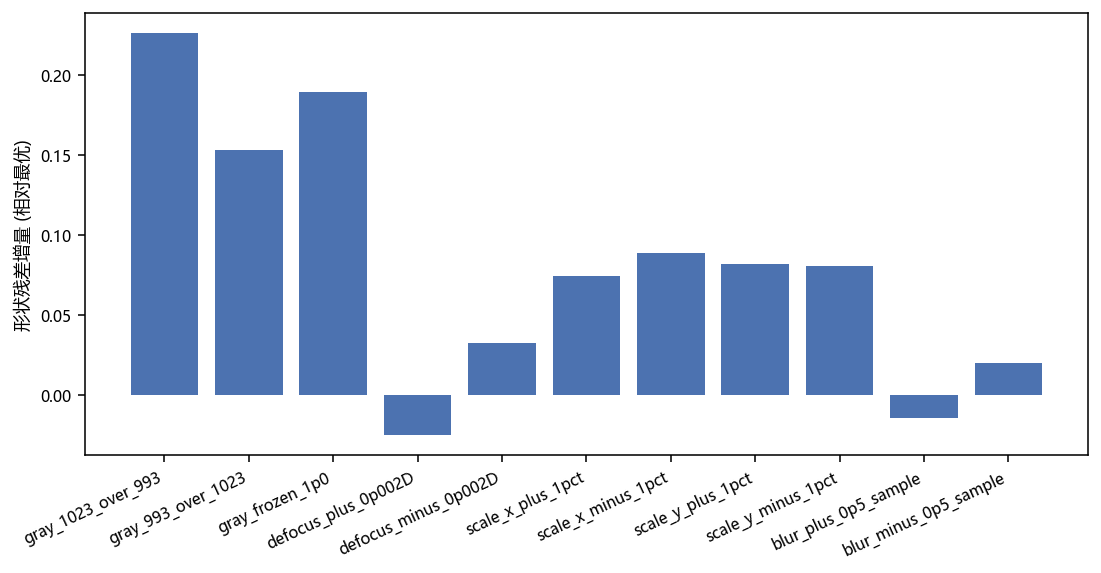 形状残差增量 (相对最优)
0.20
0.15
0.10
0.05
0.00
gray_1023_over_993
gray_993_over_1023
gray_frozen_1p0
defocus_plus_0p002D
defocus_minus_0p002D
scale_x_plus_1pct
scale_x_minus_1pct
scale_y_plus_1pct
scale_y_minus_1pct
blur_plus_0p5_sample
blur_minus_0p5_sample